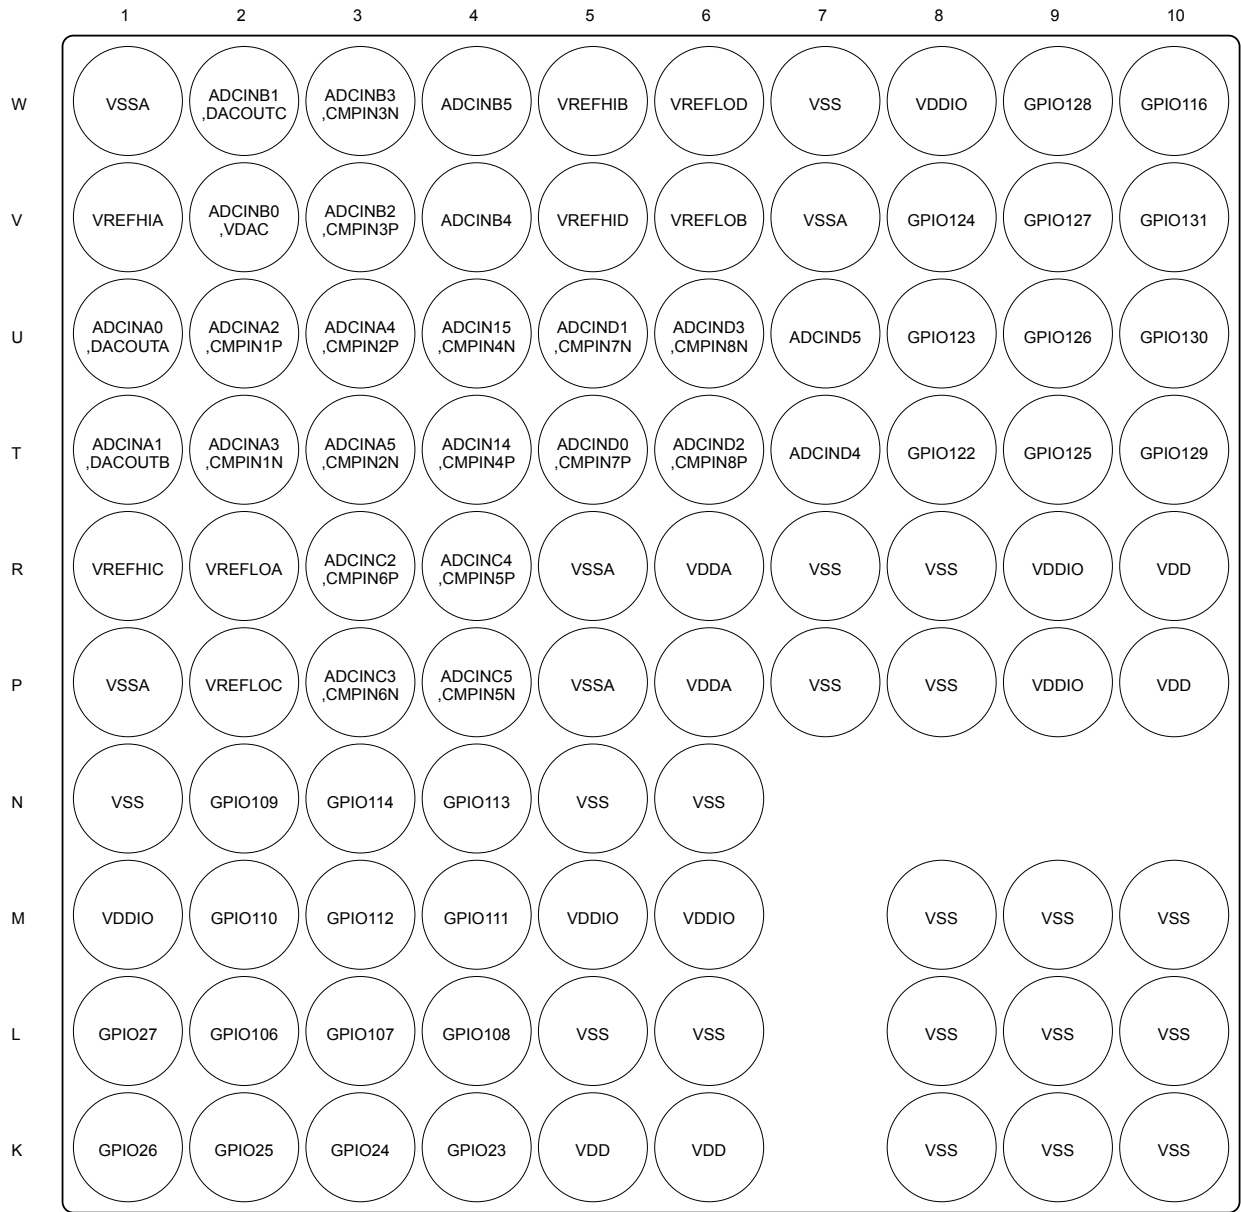 1 2 3 4 5 6 7 8 9 10
W VSSA ADCINB1 ADCINB3 ADCINB5 VREFHIB VREFLOD VSS VDDIO GPIO128 GPIO116
,DACOUTC ,CMPIN3N
V VREFHIA ADCINB0 ADCINB2 ADCINB4 VREFHID VREFLOB VSSA GPIO124 GPIO127 GPIO131
,VDAC ,CMPIN3P
U ADCINA0 ADCINA2 ADCINA4 ADCIN15 ADCIND1 ADCIND3 ADCIND5 GPIO123 GPIO126 GPIO130
,DACOUTA ,CMPIN1P ,CMPIN2P ,CMPIN4N ,CMPIN7N ,CMPIN8N
T ADCINA1 ADCINA3 ADCINA5 ADCIN14 ADCIND0 ADCIND2 ADCIND4 GPIO122 GPIO125 GPIO129
,DACOUTB ,CMPIN1N ,CMPIN2N ,CMPIN4P ,CMPIN7P ,CMPIN8P
R VREFHIC VREFLOA ADCINC2 ADCINC4 VSSA VDDA VSS VSS VDDIO VDD
,CMPIN6P ,CMPIN5P
P VSSA VREFLOC ADCINC3 ADCINC5 VSSA VDDA VSS VSS VDDIO VDD
,CMPIN6N ,CMPIN5N
N VSS GPIO109 GPIO114 GPIO113 VSS VSS
M VDDIO GPIO110 GPIO112 GPIO111 VDDIO VDDIO VSS VSS VSS
L GPIO27 GPIO106 GPIO107 GPIO108 VSS VSS VSS VSS VSS
K GPIO26 GPIO25 GPIO24 GPIO23 VDD VDD VSS VSS VSS